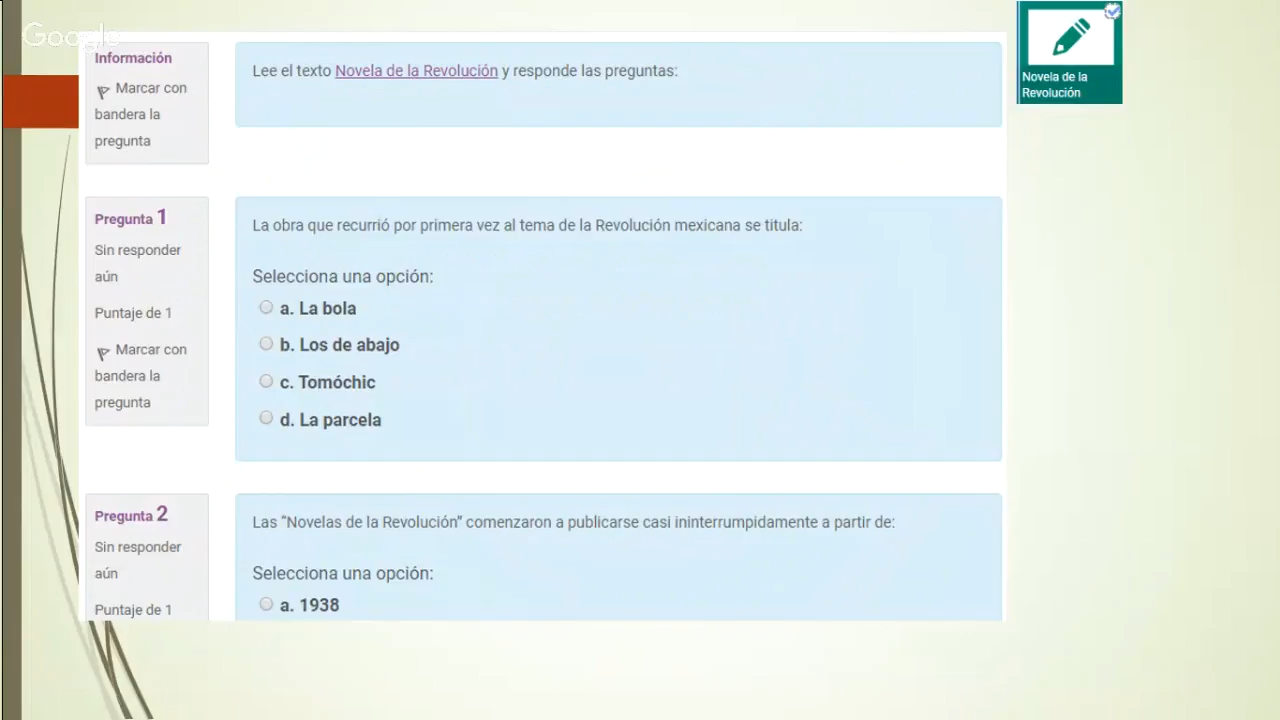 Google
Información
Marcar con
bandera la
pregunta
Lee el texto Novela de la Revolución y responde las preguntas:
Novela de la
Revolución
Pregunta 1
Sin responder
aún
Puntaje de 1
Marcar con
bandera la
pregunta
La obra que recurrió por primera vez al tema de la Revolución mexicana se titula:
Selecciona una opción:
a. La bola
b. Los de abajo
c. Tomóchic
d. La parcela
Pregunta 2
Sin responder
aún
Puntaje de 1
Las “Novelas de la Revolución” comenzaron a publicarse casi ininterrumpidamente a partir de:
Selecciona una opción:
a. 1938